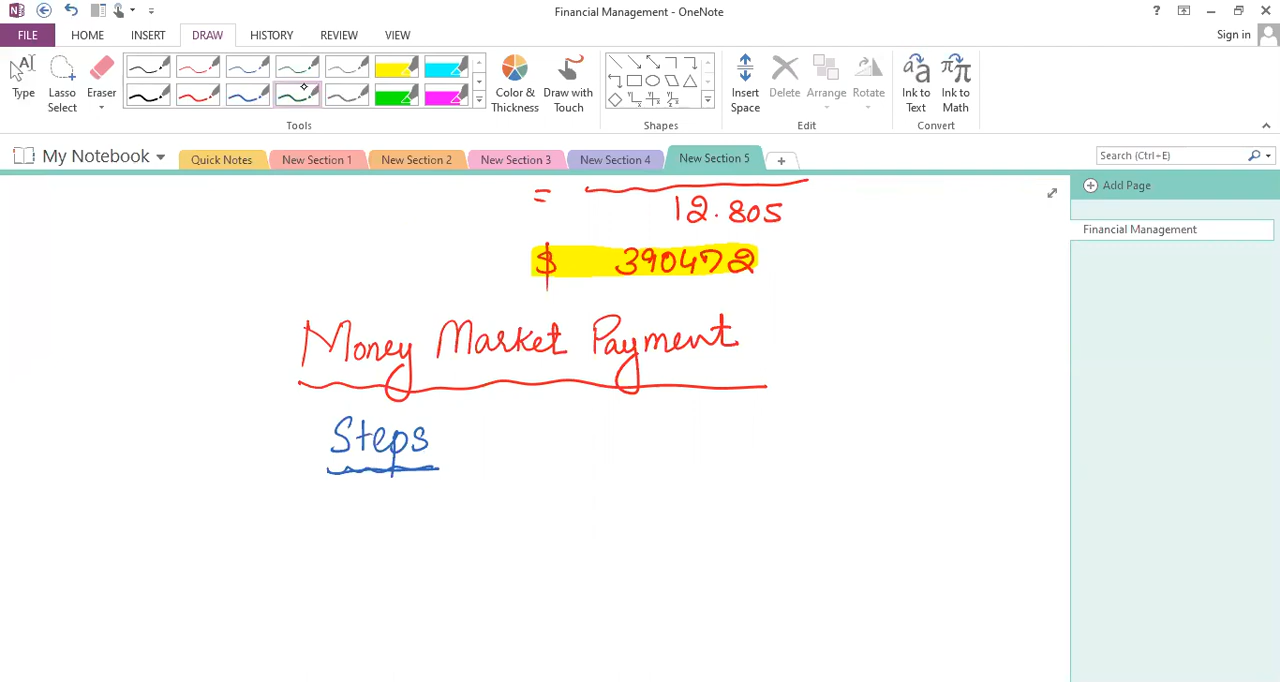 Financial Management - OneNote
?
Sign in
FILE HOME INSERT DRAW HISTORY REVIEW VIEW
Type
Lasso Select
Eraser
Color & Thickness
Draw with Touch
Insert Space
Delete
Arrange
Rotate
Ink to Text
Ink to Math
Tools Shapes Edit Convert
My Notebook Quick Notes New Section 1 New Section 2 New Section 3 New Section 4 New Section 5
Search (Ctrl+E)
Add Page
Financial Management
=
12.805
$ 390472
Money Market Payment
Steps